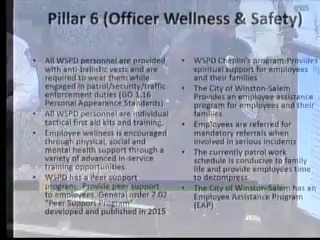 Pillar 6 (Officer Wellness & Safety)
• All WSPD personnel are provided
with anti-ballistic vests and are
required to wear them while
engaged in patrol/security/traffic
enforcement duties (GO 1.16
Personal Appearance Standards).
• All WSPD personnel are individual
tactical first aid kits and training.
• Employee wellness is encouraged
through physical, social and
mental health support through a
variety of advanced in-service
training opportunities.
• WSPD has a Peer support
program. Provide peer support
to employees. General order 7.02
"Peer Support Program"
developed and published in 2015
• WSPD Chaplin's program Provides
spiritual support for employees
and their families
• The City of Winston-Salem
Provides an employee assistance
program for employees and their
families.
• Employees are referred for
mandatory referrals when
involved in serious incidents
• The currently patrol work
schedule is conducive to family
life and provide employees time
to decompress.
• The City of Winston-Salem has an
Employee Assistance Program
(EAP)